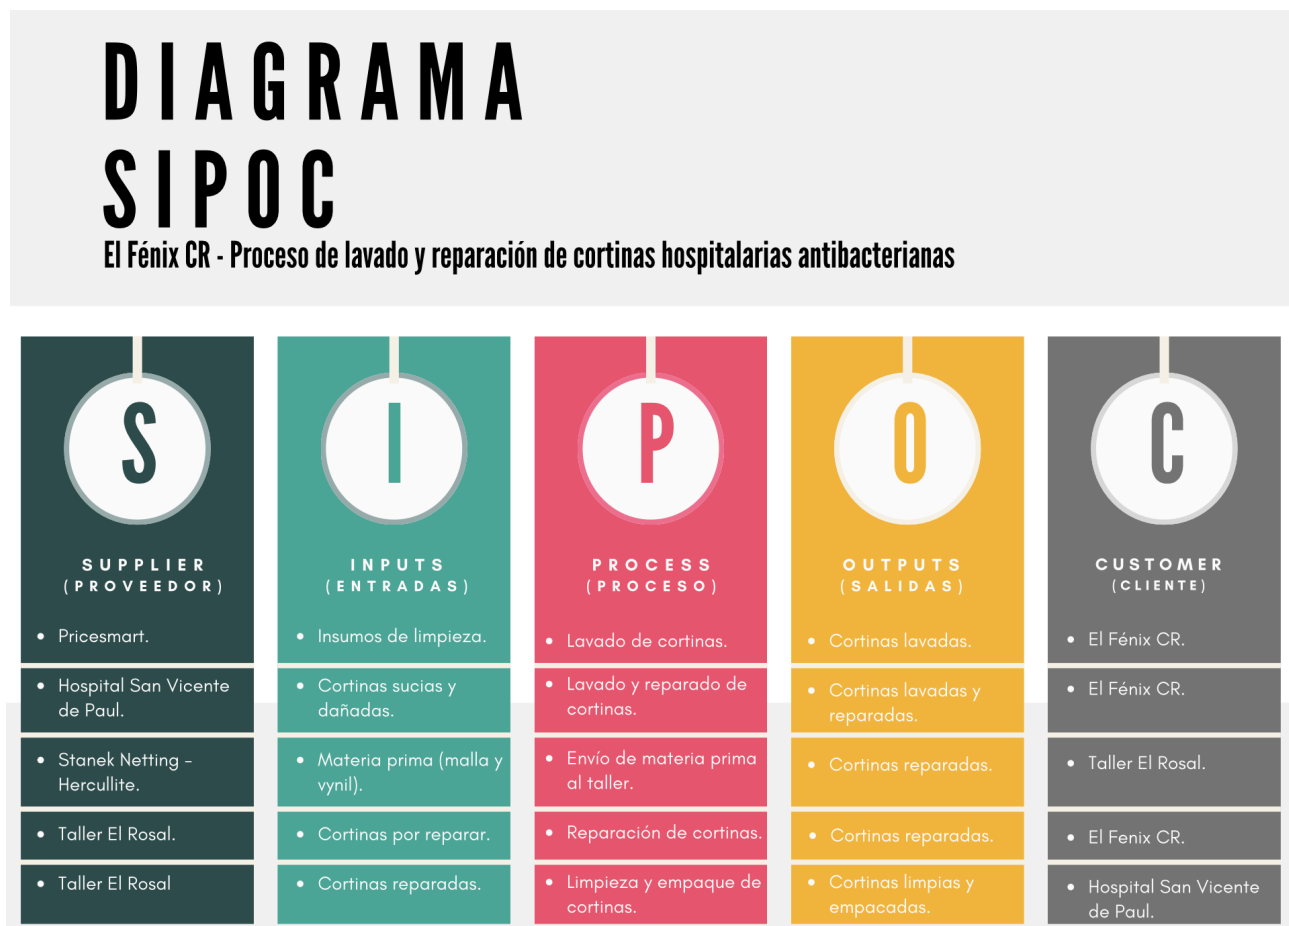 DIAGRAMA
SIPOC
El Fénix CR - Proceso de lavado y reparación de cortinas hospitalarias antibacterianas
S
SUPPLIER
(PROVEEDOR)
• Pricesmart.
• Hospital San Vicente
de Paul.
• Stanek Netting -
Hercullite.
• Taller El Rosal.
• Taller El Rosal
I
INPUTS
(ENTRADAS)
• Insumos de limpieza.
• Cortinas sucias y
dañadas.
• Materia prima (malla y
vynil).
• Cortinas por reparar.
• Cortinas reparadas.
P
PROCESS
(PROCESO)
• Lavado de cortinas.
• Lavado y reparado de
cortinas.
• Envío de materia prima
al taller.
• Reparación de cortinas.
• Limpieza y empaque de
cortinas.
O
OUTPUTS
(SALIDAS)
• Cortinas lavadas.
• Cortinas lavadas y
reparadas.
• Cortinas reparadas.
• Cortinas reparadas.
• Cortinas limpias y
empacadas.
C
CUSTOMER
(CLIENTE)
• El Fénix CR.
• El Fénix CR.
• Taller El Rosal.
• El Fenix CR.
• Hospital San Vicente
de Paul.